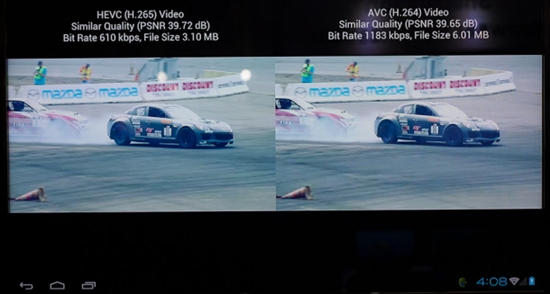 HEVC (H.265) Video
Similar Quality (PSNR 39.72 dB)
Bit Rate 610 kbps, File Size 3.10 MB
AVC (H.264) Video
Similar Quality (PSNR 39.65 dB)
Bit Rate 1183 kbps, File Size 6.01 MB
mazda mazda DISCOUNT
mazda mazda DISCOUNT
4:08